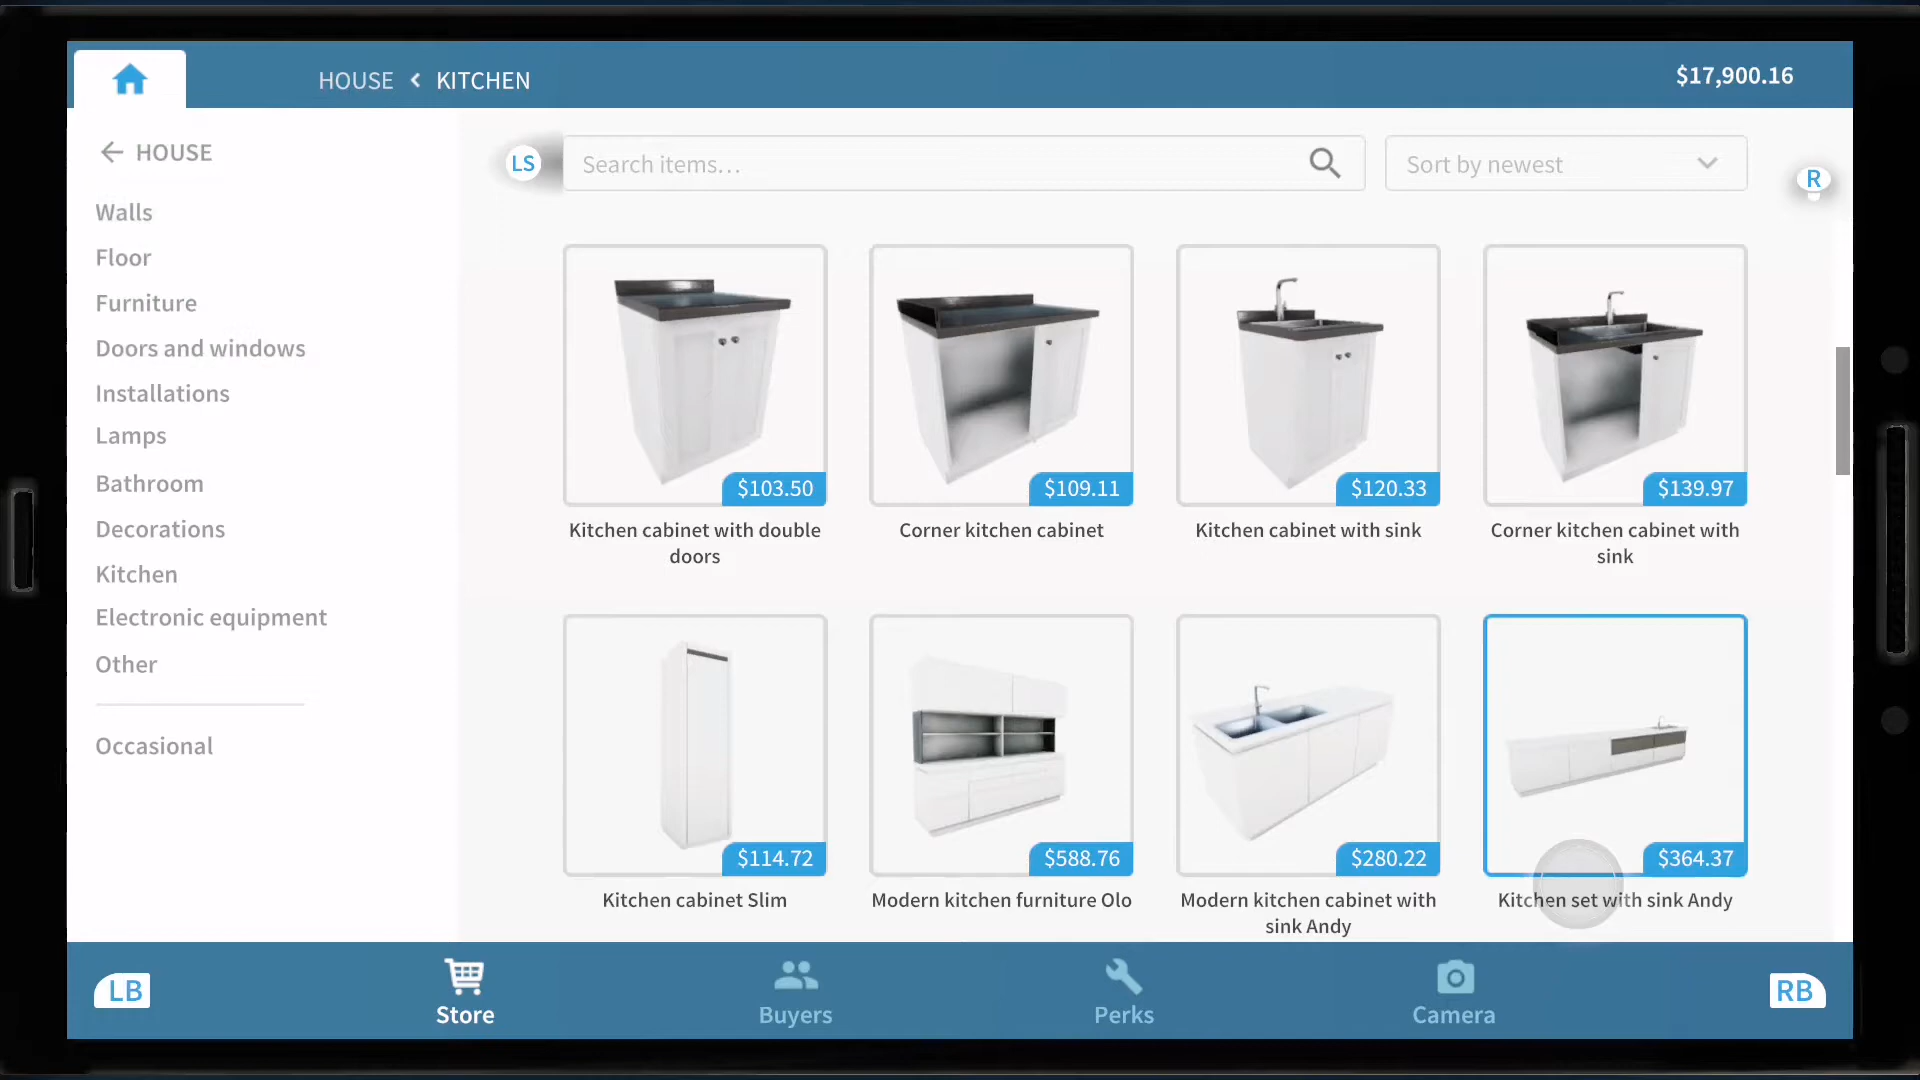 HOUSE < KITCHEN
$17,900.16
HOUSE
Walls
Floor
Furniture
Doors and windows
Installations
Lamps
Bathroom
Decorations
Kitchen
Electronic equipment
Other
Occasional
LS
Search items...
Sort by newest
R
$103.50
Kitchen cabinet with double
doors
$109.11
Corner kitchen cabinet
$120.33
Kitchen cabinet with sink
$139.97
Corner kitchen cabinet with
sink
$114.72
Kitchen cabinet Slim
$588.76
Modern kitchen furniture Olo
$280.22
Modern kitchen cabinet with
sink Andy
$364.37
Kitchen set with sink Andy
LB
Store
Buyers
Perks
Camera
RB